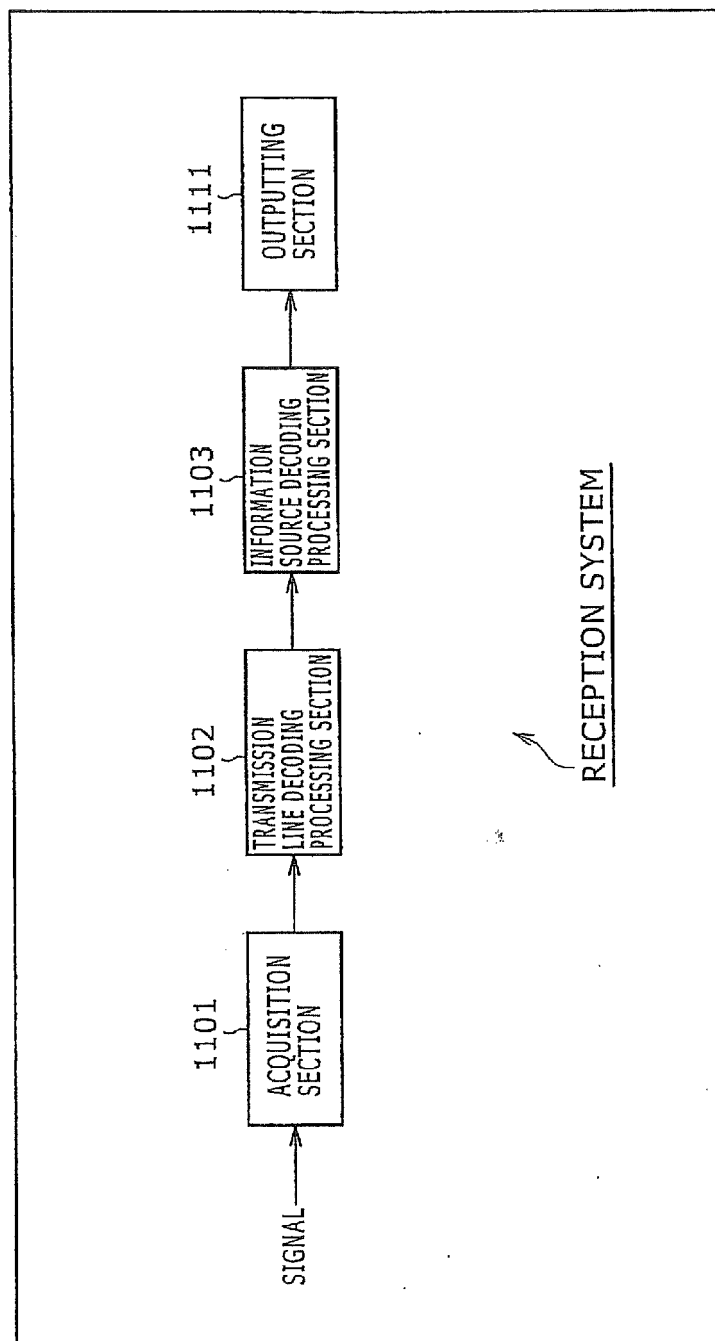 SIGNAL
1101
ACQUISITION
SECTION
1102
TRANSMISSION
LINE DECODING
PROCESSING SECTION
1103
INFORMATION
SOURCE DECODING
PROCESSING SECTION
1111
OUTPUTTING
SECTION
RECEPTION SYSTEM